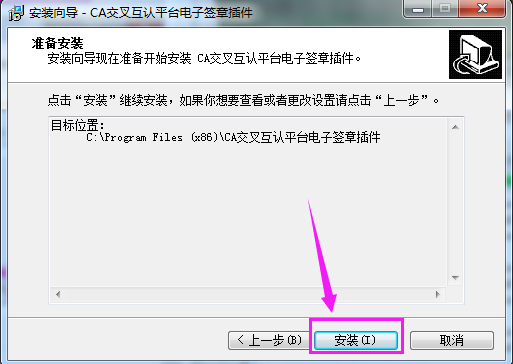 安装向导 - CA交叉互认平台电子签章插件
准备安装
安装向导现在准备开始安装 CA交叉互认平台电子签章插件。
点击“安装”继续安装，如果你想要查看或者更改设置请点击“上一步”。
目标位置：
C:\Program Files (x86)\CA交叉互认平台电子签章插件
< 上一步(B)
安装(I)
取消